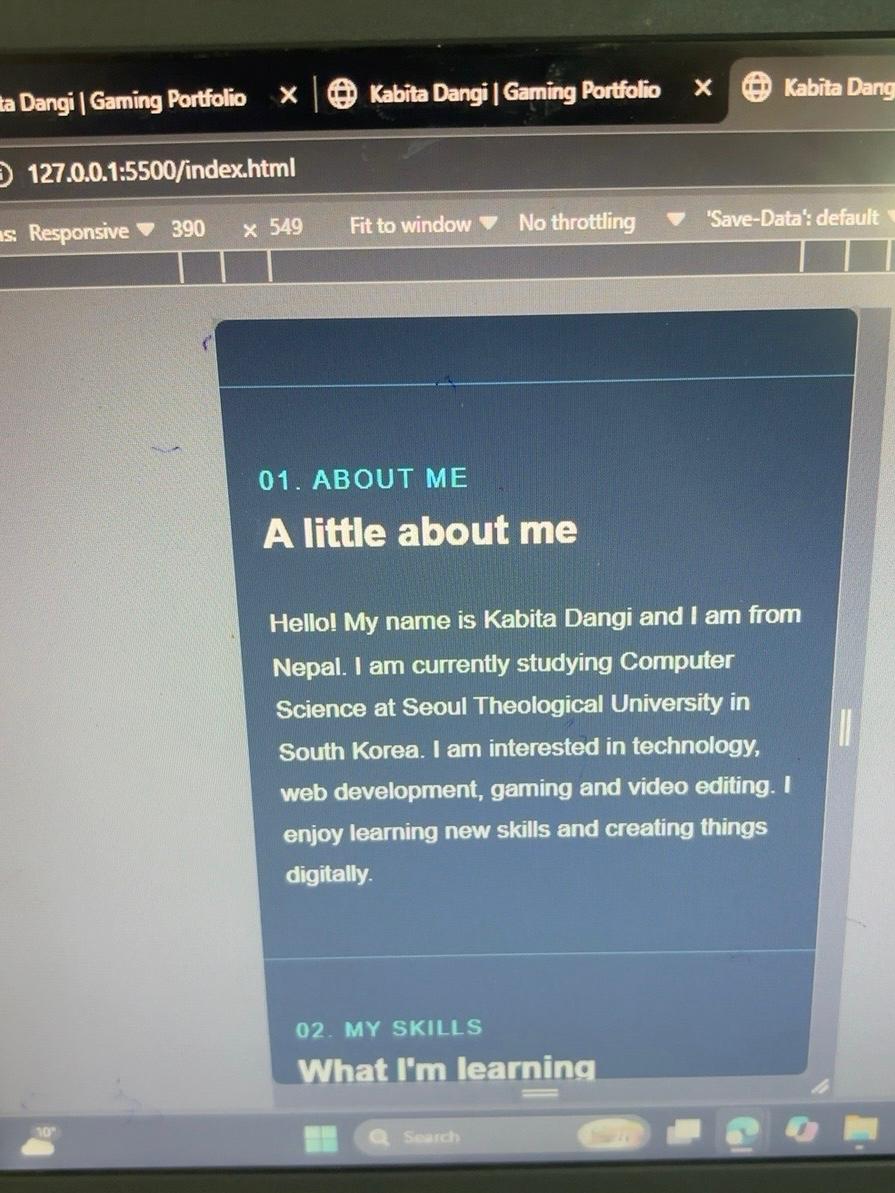 ta Dangi | Gaming Portfolio
Kabita Dangi | Gaming Portfolio
Kabita Dang
127.0.0.1:5500/index.html
ns: Responsive 390 x 549 Fit to window No throttling 'Save-Data': default
01. ABOUT ME
A little about me
Hello! My name is Kabita Dangi and I am from
Nepal. I am currently studying Computer
Science at Seoul Theological University in
South Korea. I am interested in technology,
web development, gaming and video editing. I
enjoy learning new skills and creating things
digitally.
02. MY SKILLS
What I'm learning
10°
Search